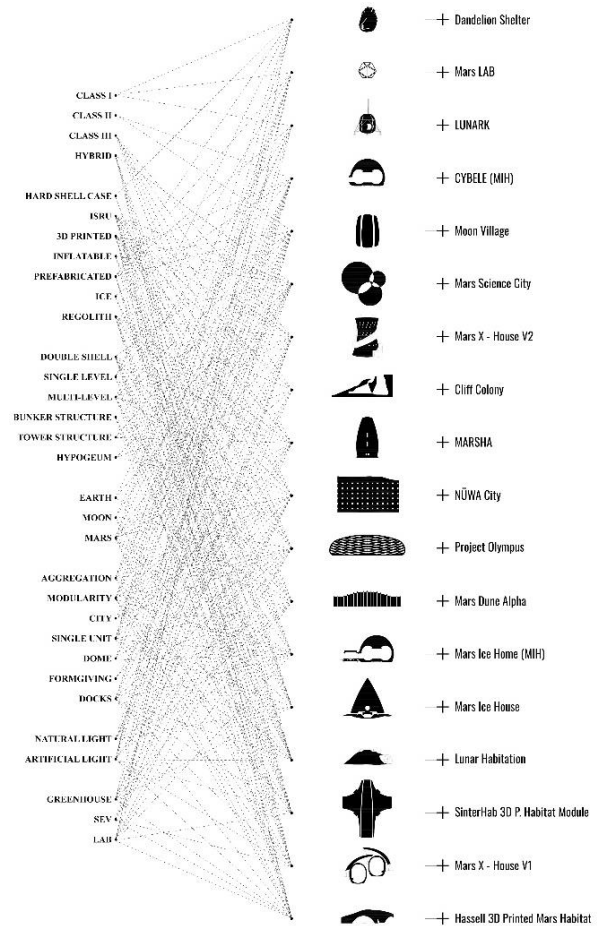 CLASS I
CLASS II
CLASS III
HYBRID
HARD SHELL CASE
ISRU
3D PRINTED
INFLATABLE
PREFABRICATED
ICE
REGOLITH
DOUBLE SHELL
SINGLE LEVEL
MULTI-LEVEL
BUNKER STRUCTURE
TOWER STRUCTURE
HYPOGEUM
EARTH
MOON
MARS
AGGREGATION
MODULARITY
CITY
SINGLE UNIT
DOME
FORMGIVING
DOCKS
NATURAL LIGHT
ARTIFICIAL LIGHT
GREENHOUSE
SEV
LAB
Dandelion Shelter
Mars LAB
LUNARK
CYBELE (MIH)
Moon Village
Mars Science City
Mars X - House V2
Cliff Colony
MARSHA
NŪWA City
Project Olympus
Mars Dune Alpha
Mars Ice Home (MIH)
Mars Ice House
Lunar Habitation
SinterHab 3D P. Habitat Module
Mars X - House V1
Hassell 3D Printed Mars Habitat